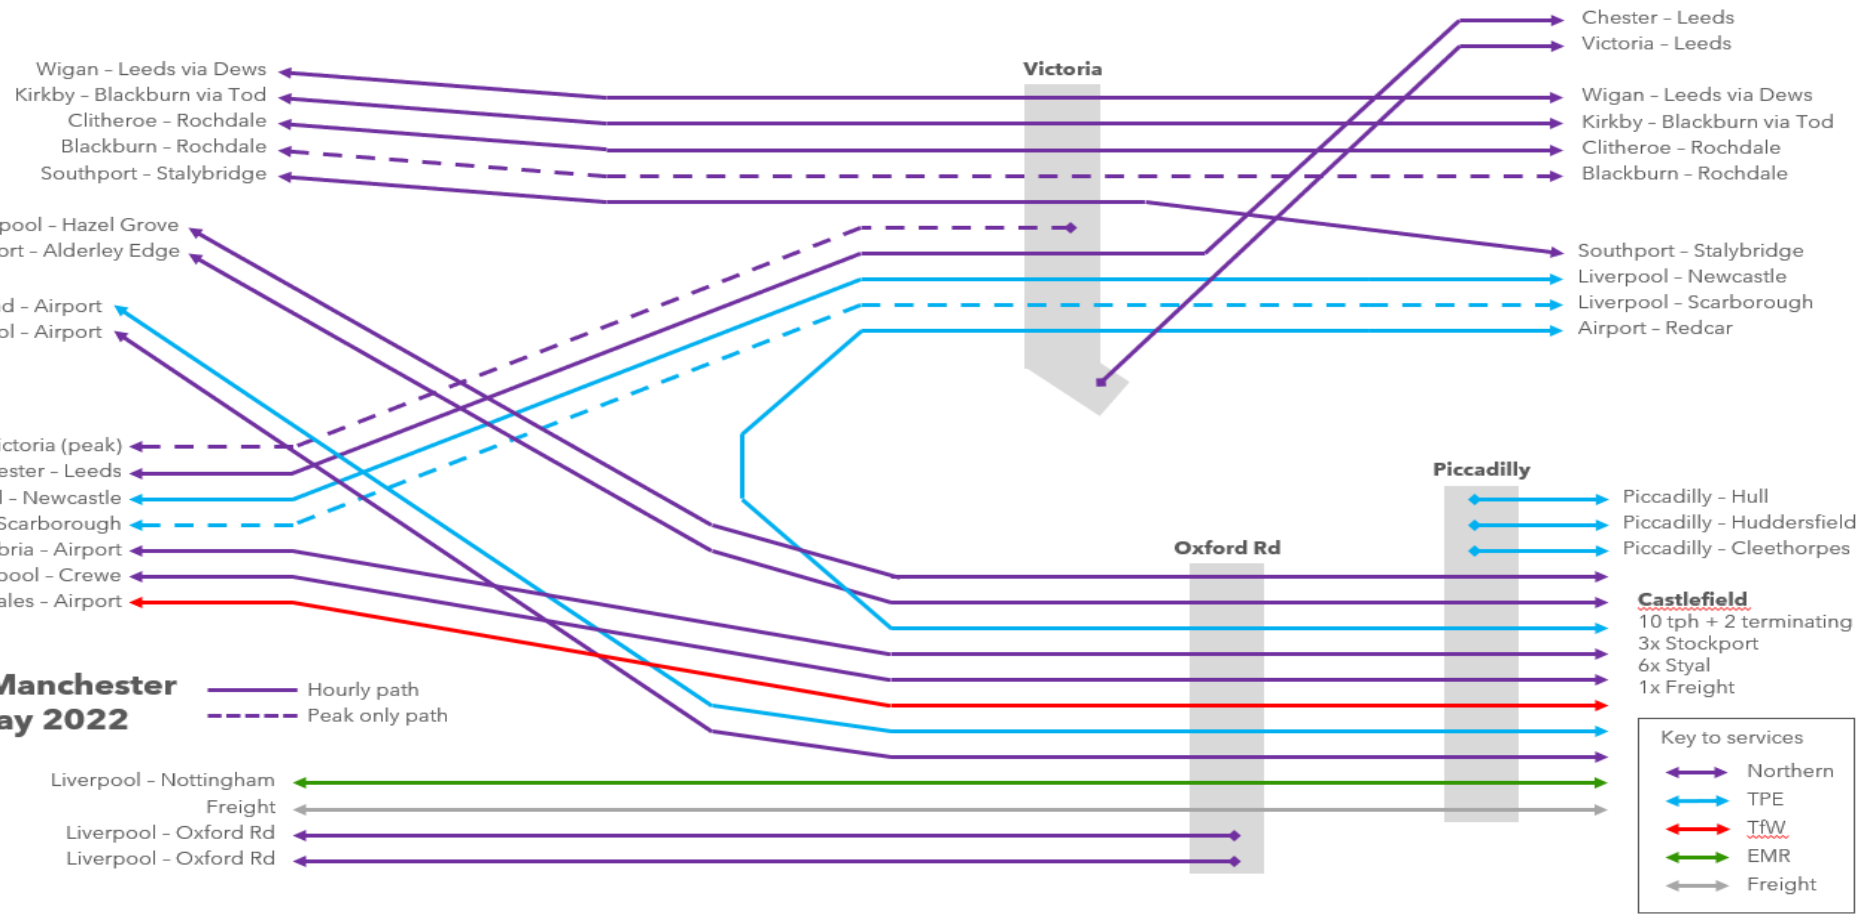 Chester – Leeds
Victoria – Leeds
Victoria
Wigan – Leeds via Dews
Kirkby – Blackburn via Tod
Clitheroe – Rochdale
Blackburn – Rochdale
Southport – Stalybridge
Wigan – Leeds via Dews
Kirkby – Blackburn via Tod
Clitheroe – Rochdale
Blackburn – Rochdale
pool – Hazel Grove
ort – Alderley Edge
Southport – Stalybridge
Liverpool – Newcastle
Liverpool – Scarborough
Airport – Redcar
d – Airport
ol – Airport
ictoria (peak)
ester – Leeds
l – Newcastle
Scarborough
bria – Airport
pool – Crewe
ales – Airport
Piccadilly
Piccadilly – Hull
Piccadilly – Huddersfield
Piccadilly – Cleethorpes
Oxford Rd
Castlefield
10 tph + 2 terminating
3x Stockport
6x Styal
1x Freight
Manchester
ay 2022
Hourly path
Peak only path
Liverpool – Nottingham
Freight
Liverpool – Oxford Rd
Liverpool – Oxford Rd
Key to services
Northern
TPE
TfW
EMR
Freight